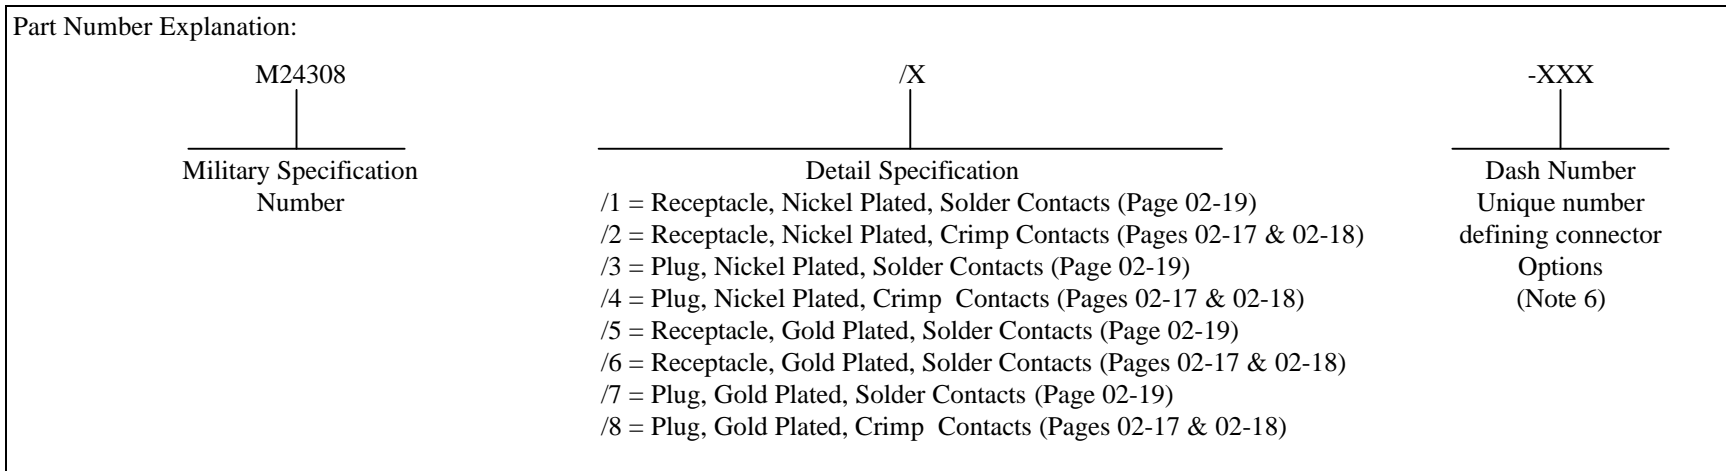 Part Number Explanation:
M24308 /X -XXX
Military Specification Detail Specification Dash Number
Number /1 = Receptacle, Nickel Plated, Solder Contacts (Page 02-19) Unique number
/2 = Receptacle, Nickel Plated, Crimp Contacts (Pages 02-17 & 02-18) defining connector
/3 = Plug, Nickel Plated, Solder Contacts (Page 02-19) Options
/4 = Plug, Nickel Plated, Crimp  Contacts (Pages 02-17 & 02-18) (Note 6)
/5 = Receptacle, Gold Plated, Solder Contacts (Page 02-19)
/6 = Receptacle, Gold Plated, Solder Contacts (Pages 02-17 & 02-18)
/7 = Plug, Gold Plated, Solder Contacts (Page 02-19)
/8 = Plug, Gold Plated, Crimp  Contacts (Pages 02-17 & 02-18)